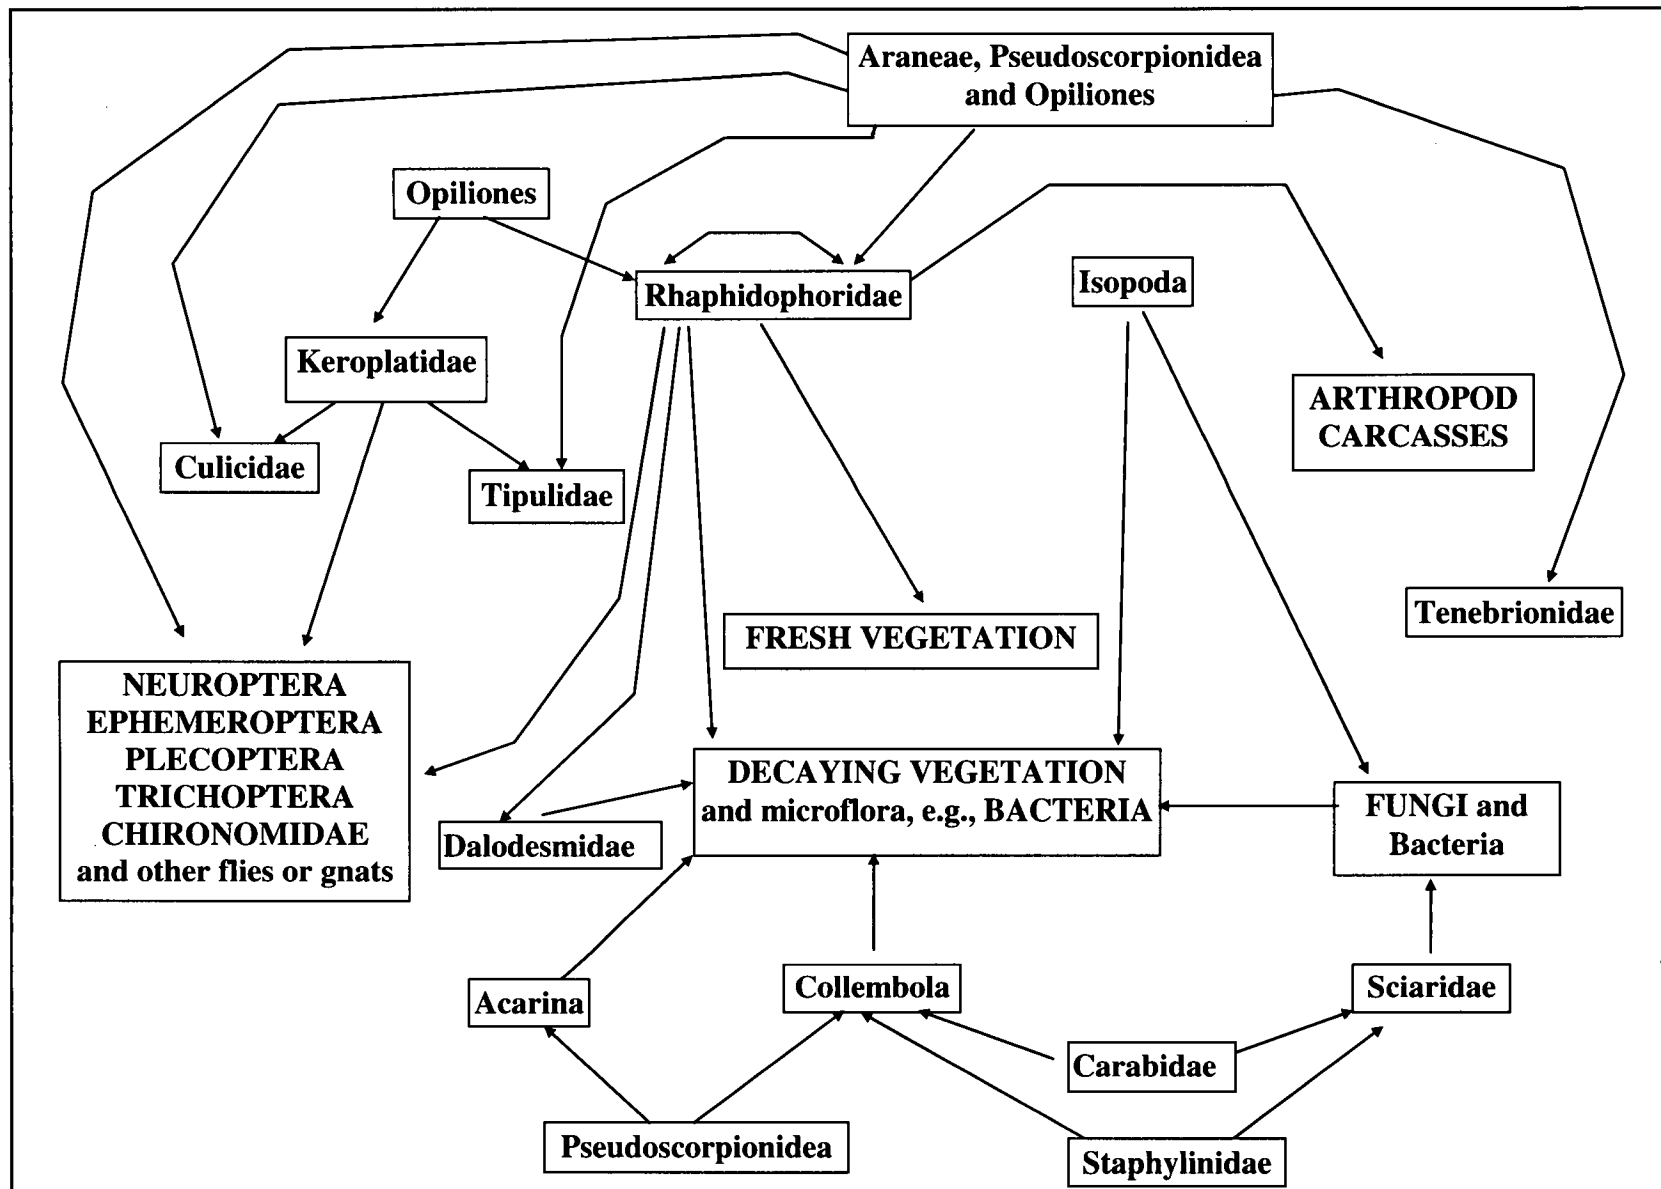 Araneae, Pseudoscorpionidea
and Opiliones
Opiliones
Rhaphidophoridae
Isopoda
Keroplatidae
ARTHROPOD
CARCASSES
Culicidae
Tipulidae
Tenebrionidae
FRESH VEGETATION
NEUROPTERA
EPHEMEROPTERA
PLECOPTERA
TRICHOPTERA
CHIRONOMIDAE
and other flies or gnats
DECAYING VEGETATION
and microflora, e.g., BACTERIA
Dalodesmidae
FUNGI and
Bacteria
Acarina
Collembola
Sciaridae
Carabidae
Pseudoscorpionidea
Staphylinidae